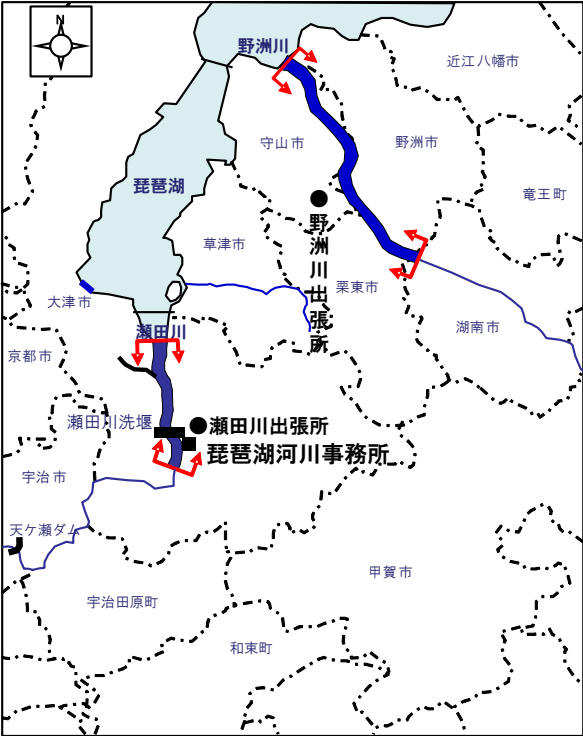 N
野洲川
近江八幡市
守山市
野洲市
琵琶湖
竜王町
野洲川出張所
草津市
栗東市
大津市
湖南市
瀬田川
京都市
瀬田川洗堰
瀬田川出張所
琵琶湖河川事務所
宇治市
天ケ瀬ダム
甲賀市
宇治田原町
和束町